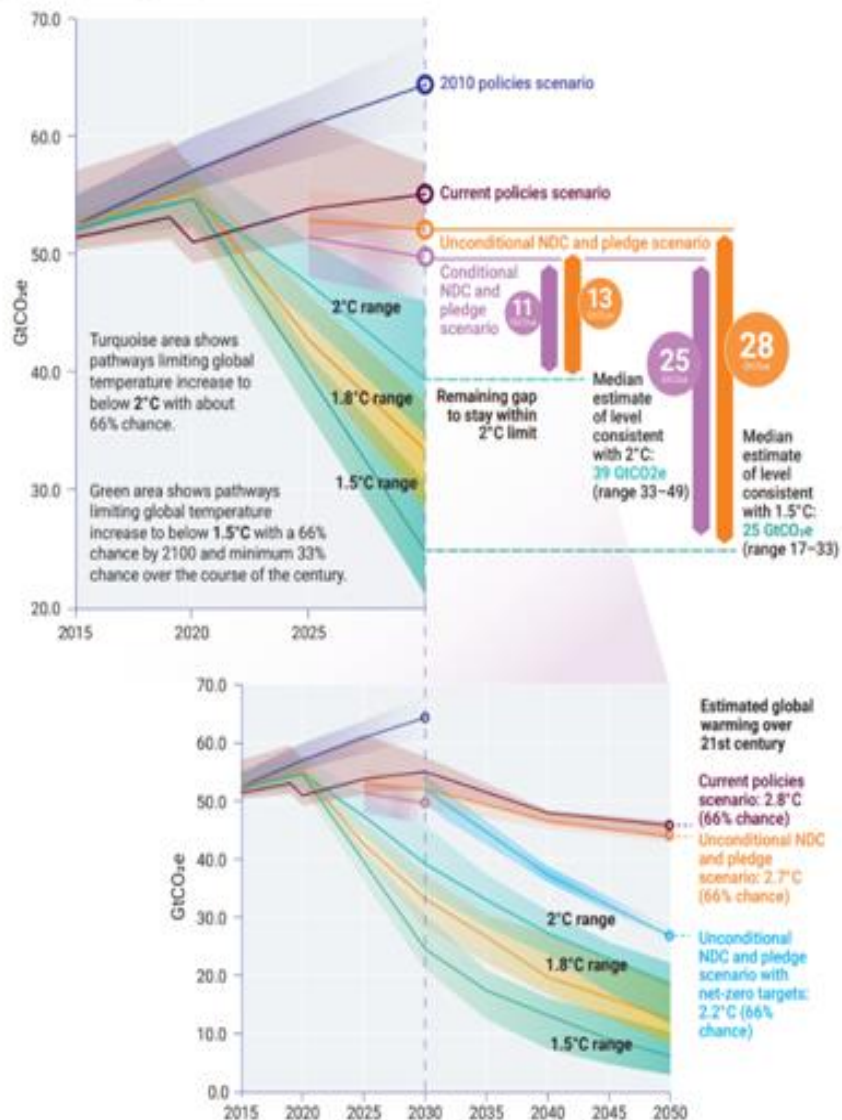 70.0
2015
2020
2025
60.0
50.0
40.0
30.0
20.0
GtCO₂e
2010 policies scenario
Current policies scenario
Unconditional NDC and pledge scenario
Conditional
NDC and
pledge
scenario
11
13
25
28
2°C range
1.8°C range
1.5°C range
Turquoise area shows
pathways limiting global
temperature increase to
below 2°C with about
66% chance.
Green area shows pathways
limiting global temperature
increase to below 1.5°C with a 66%
chance by 2100 and minimum 33%
chance over the course of the century.
Remaining gap
to stay within
2°C limit
Median
estimate
of level
consistent
with 2°C:
39 GtCO2e
(range 33–49)
Median
estimate
of level
consistent
with 1.5°C:
25 GtCO₂e
(range 17–33)
2015
2020
2025
70.0
60.0
50.0
40.0
30.0
20.0
10.0
0.0
GtCO₂e
2°C range
1.8°C range
1.5°C range
Estimated global
warming over
21st century
Current policies
scenario: 2.8°C
(66% chance)
Unconditional NDC
and pledge
scenario: 2.7°C
(66% chance)
Unconditional
NDC and pledge
scenario with
net-zero targets:
2.2°C (66%
chance)
2015 2020 2025 2030 2035 2040 2045 2050